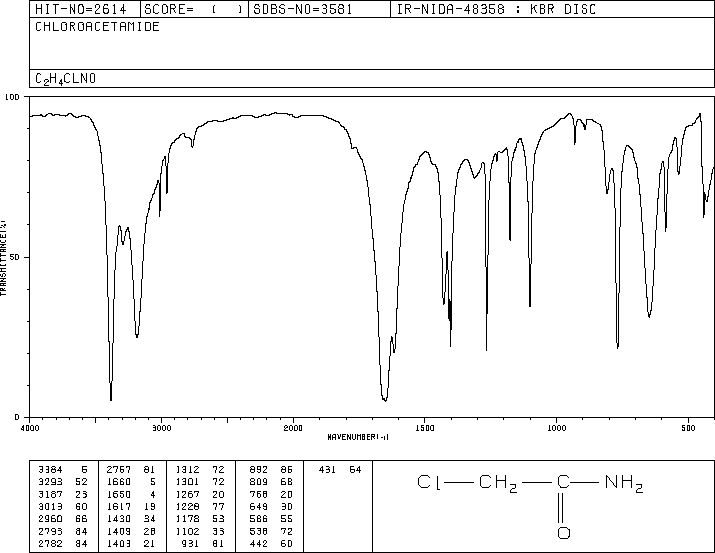 HIT-NO=2614 SCORE= ( ) SDBS-NO=3581 IR-NIDA-48358 : KBR DISC
CHLOROACETAMIDE
C2H4CLNO
100
TRANSMITTANCE(%)
50
0
4000 3000 2000 1500 1000 500
WAVENUMBER(-1)
3384 5 2767 81 1312 72 892 86 431 64
3293 52 1660 5 1301 72 809 68
3187 23 1650 4 1267 20 768 20
3013 60 1617 19 1228 77 649 30
2960 66 1430 34 1178 53 586 55
2793 84 1409 28 1102 33 538 72
2782 84 1403 21 931 81 442 60
Cl CH2 C NH2
O